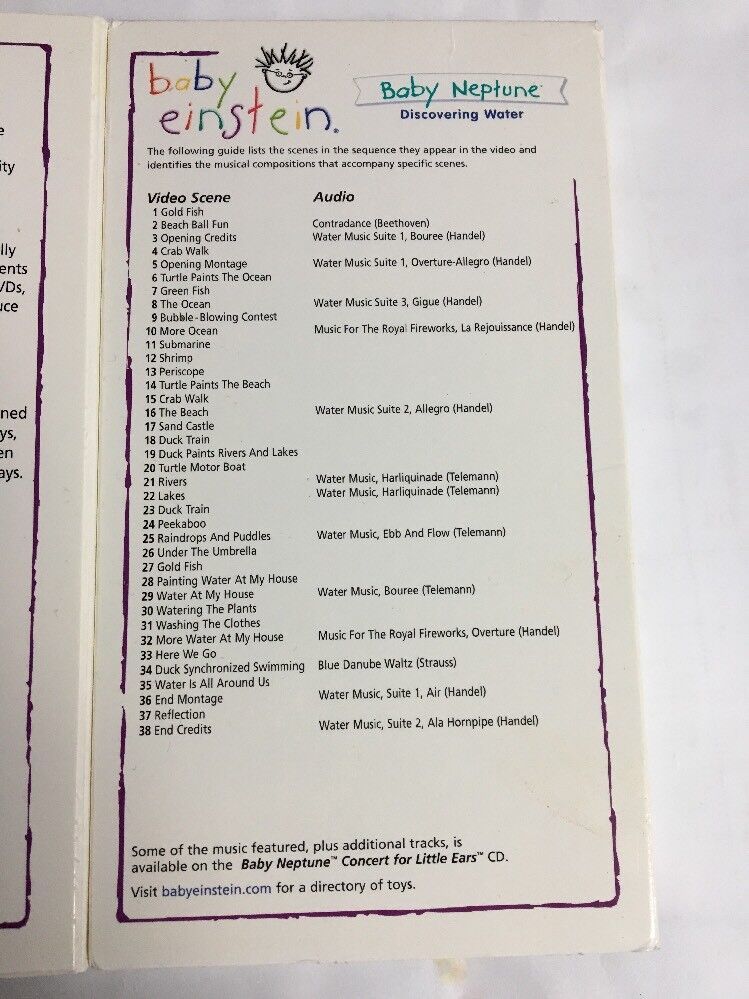 e
ity
lly
ents
VDs,
uce
ned
ys,
en
ays.
baby
einstein.
Baby Neptune™
Discovering Water
The following guide lists the scenes in the sequence they appear in the video and
identifies the musical compositions that accompany specific scenes.
Video Scene Audio
1 Gold Fish
2 Beach Ball Fun Contradance (Beethoven)
3 Opening Credits Water Music Suite 1, Bouree (Handel)
4 Crab Walk
5 Opening Montage Water Music Suite 1, Overture-Allegro (Handel)
6 Turtle Paints The Ocean
7 Green Fish
8 The Ocean Water Music Suite 3, Gigue (Handel)
9 Bubble-Blowing Contest
10 More Ocean Music For The Royal Fireworks, La Rejouissance (Handel)
11 Submarine
12 Shrimp
13 Periscope
14 Turtle Paints The Beach
15 Crab Walk
16 The Beach Water Music Suite 2, Allegro (Handel)
17 Sand Castle
18 Duck Train
19 Duck Paints Rivers And Lakes
20 Turtle Motor Boat
21 Rivers Water Music, Harliquinade (Telemann)
22 Lakes Water Music, Harliquinade (Telemann)
23 Duck Train
24 Peekaboo
25 Raindrops And Puddles Water Music, Ebb And Flow (Telemann)
26 Under The Umbrella
27 Gold Fish
28 Painting Water At My House
29 Water At My House Water Music, Bouree (Telemann)
30 Watering The Plants
31 Washing The Clothes
32 More Water At My House Music For The Royal Fireworks, Overture (Handel)
33 Here We Go
34 Duck Synchronized Swimming Blue Danube Waltz (Strauss)
35 Water Is All Around Us
36 End Montage Water Music, Suite 1, Air (Handel)
37 Reflection
38 End Credits Water Music, Suite 2, Ala Hornpipe (Handel)
Some of the music featured, plus additional tracks, is
available on the Baby Neptune™ Concert for Little Ears™ CD.
Visit babyeinstein.com for a directory of toys.